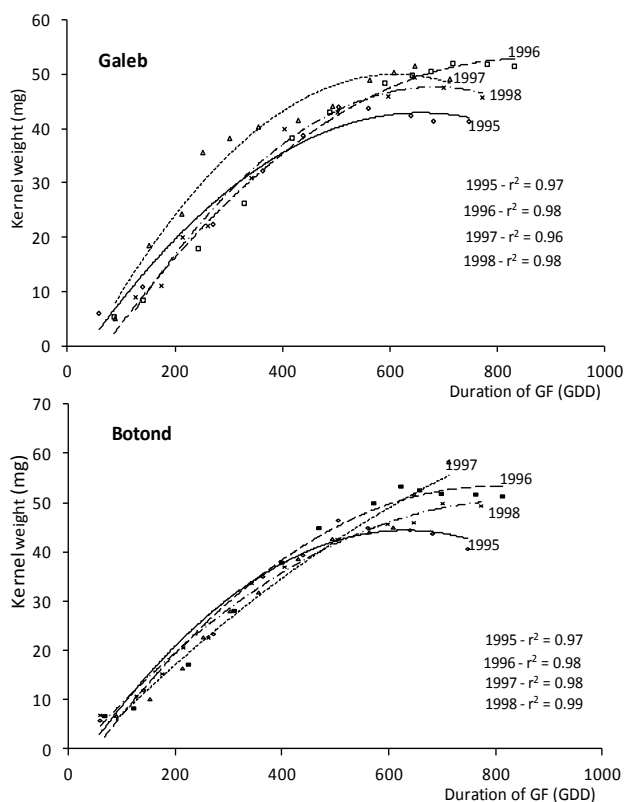 60
Galeb
50
40
30
20
10
0
Kernel weight (mg)
1996
1997
1998
1995
1995 - r² = 0.97
1996 - r² = 0.98
1997 - r² = 0.96
1998 - r² = 0.98
0 200 400 600 800 1000
Duration of GF (GDD)
70
Botond
60
50
40
30
20
10
0
Kernel weight (mg)
1997
1996
1998
1995
1995 - r² = 0.97
1996 - r² = 0.98
1997 - r² = 0.98
1998 - r² = 0.99
0 200 400 600 800 1000
Duration of GF (GDD)